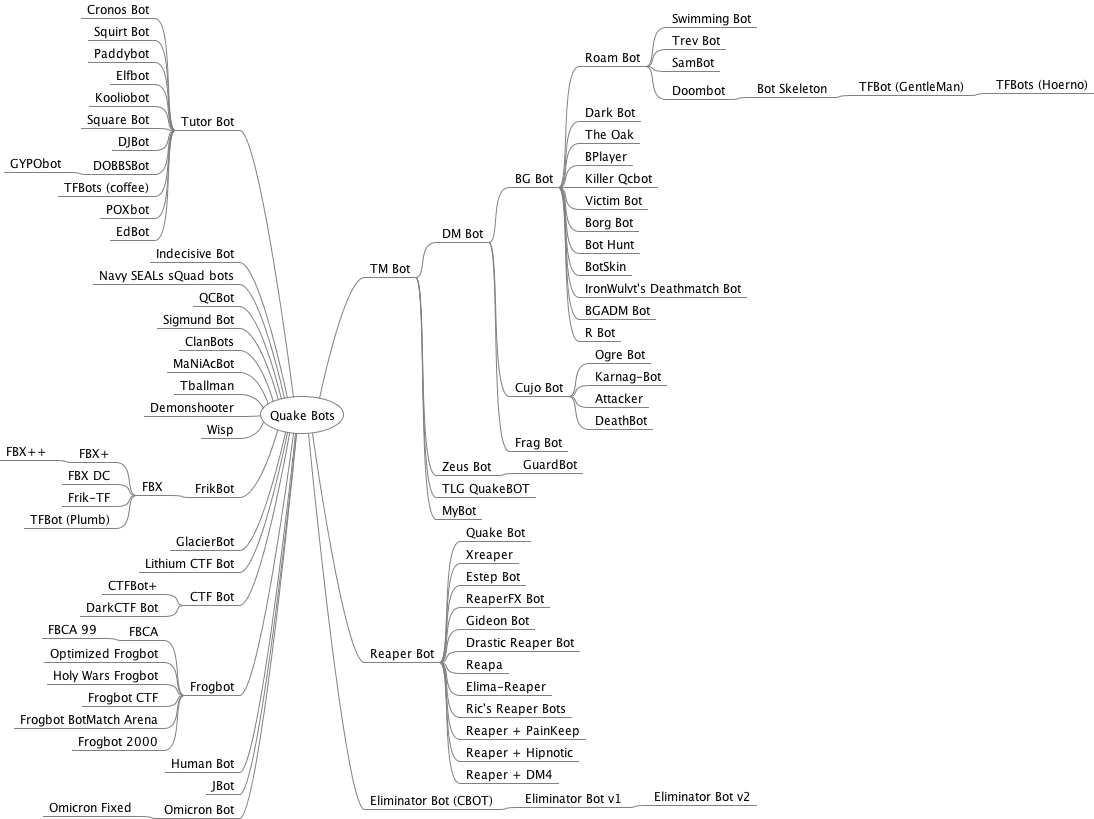 Quake Bots
Tutor Bot
Cronos Bot
Squirt Bot
Paddybot
Elfbot
Kooliobot
Square Bot
DJBot
DOBBSBot
GYPObot
TFBots (coffee)
POXbot
EdBot
Indecisive Bot
Navy SEALs sQuad bots
QCBot
Sigmund Bot
ClanBots
MaNiAcBot
Tballman
Demonshooter
Wisp
FrikBot
FBX
FBX+
FBX++
FBX DC
Frik-TF
TFBot (Plumb)
GlacierBot
Lithium CTF Bot
CTF Bot
CTFBot+
DarkCTF Bot
Frogbot
FBCA
FBCA 99
Optimized Frogbot
Holy Wars Frogbot
Frogbot CTF
Frogbot BotMatch Arena
Frogbot 2000
Human Bot
JBot
Omicron Bot
Omicron Fixed
TM Bot
DM Bot
BG Bot
Roam Bot
Swimming Bot
Trev Bot
SamBot
Doombot
Bot Skeleton
TFBot (GentleMan)
TFBots (Hoerno)
Dark Bot
The Oak
BPlayer
Killer Qcbot
Victim Bot
Borg Bot
Bot Hunt
BotSkin
IronWulvt's Deathmatch Bot
BGADM Bot
R Bot
Cujo Bot
Ogre Bot
Karnag-Bot
Attacker
DeathBot
Frag Bot
Zeus Bot
GuardBot
TLG QuakeBOT
MyBot
Reaper Bot
Quake Bot
Xreaper
Estep Bot
ReaperFX Bot
Gideon Bot
Drastic Reaper Bot
Reapa
Elima-Reaper
Ric's Reaper Bots
Reaper + PainKeep
Reaper + Hipnotic
Reaper + DM4
Eliminator Bot (CBOT)
Eliminator Bot v1
Eliminator Bot v2